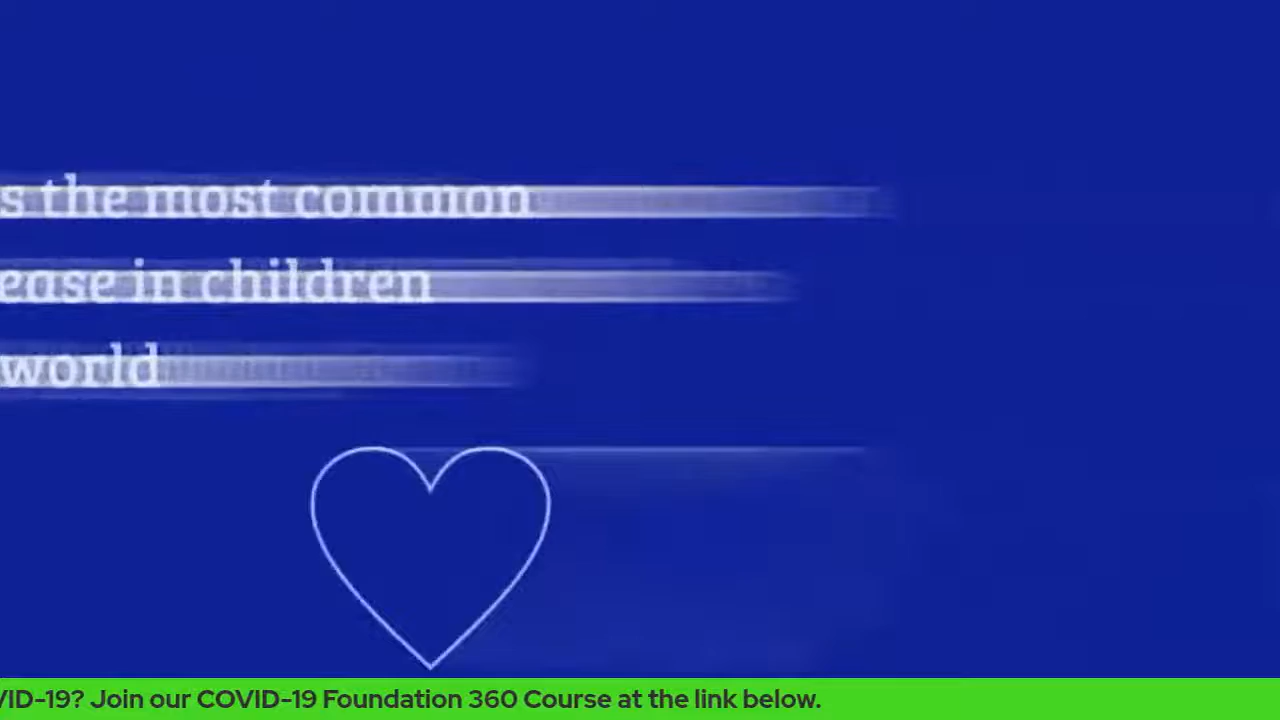 s the most common
ease in children
world
VID-19? Join our COVID-19 Foundation 360 Course at the link below.